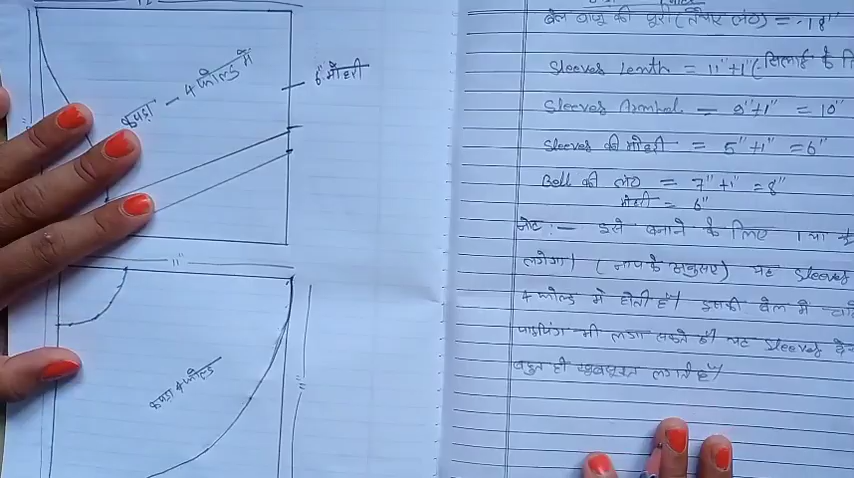 12"
कपड़ा - 4 फोल्ड में
6" मोहरी
11"
कपड़ा 4 फोल्ड
11"
बेल बाजू की पूरी (तैयार लंठ) = 18"
Sleeves Lenth = 11"+1" (सिलाई के
Sleeves Armhol - 9"+1" = 10"
Sleeves की मोहरी = 5"+1" = 6"
Bell की लंठ = 7"+1" = 8"
मोहरी = 6"
नोट :- इसे बनाने के लिए 1 या
लगेगा। (नाप के अनुसार) यह Sleeves
4 फोल्ड में होती है। इसकी बेल में
पाइपिंग भी लगा सकते हैं। यह Sleeves
बहुत ही खूबसूरत लगती है।